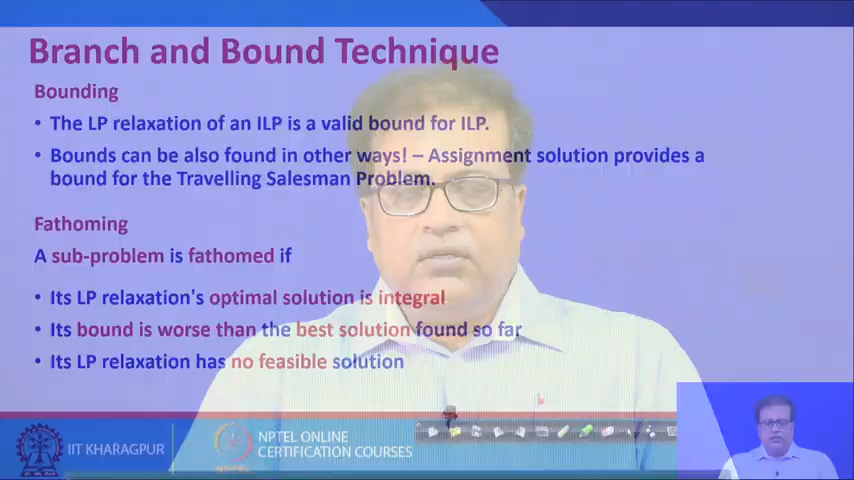 Branch and Bound Technique
Bounding
• The LP relaxation of an ILP is a valid bound for ILP.
• Bounds can be also found in other ways! – Assignment solution provides a
bound for the Travelling Salesman Problem.
Fathoming
A sub-problem is fathomed if
• Its LP relaxation's optimal solution is integral
• Its bound is worse than the best solution found so far
• Its LP relaxation has no feasible solution
IIT KHARAGPUR
NPTEL ONLINE
CERTIFICATION COURSES